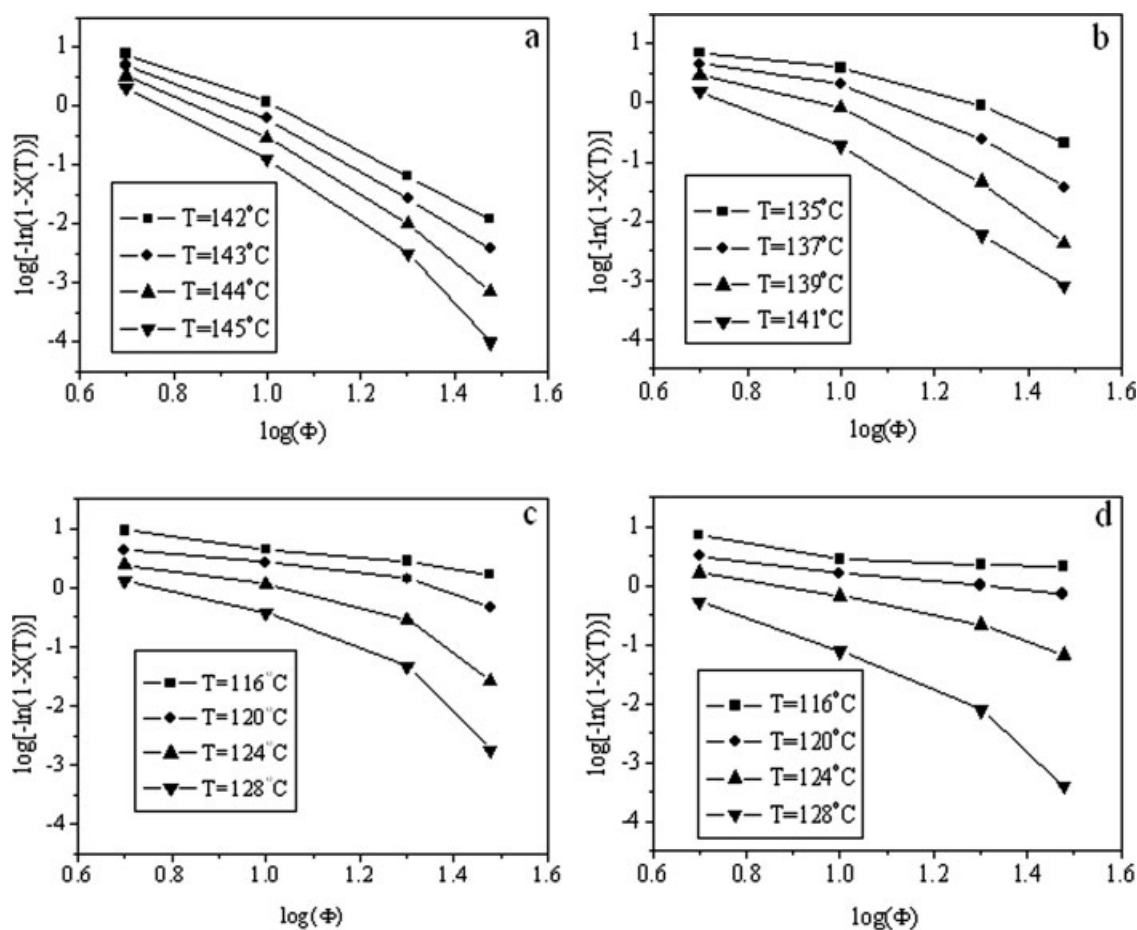 a
log[-ln(1-X(T))]
1
0
-1
-2
-3
-4
T=142°C
T=143°C
T=144°C
T=145°C
0.6 0.8 1.0 1.2 1.4 1.6
log(Φ)
b
log[-ln(1-X(T))]
1
0
-1
-2
-3
-4
T=135°C
T=137°C
T=139°C
T=141°C
0.6 0.8 1.0 1.2 1.4 1.6
log(Φ)
c
log[-ln(1-X(T))]
1
0
-1
-2
-3
-4
T=116°C
T=120°C
T=124°C
T=128°C
0.6 0.8 1.0 1.2 1.4 1.6
log(Φ)
d
log[-ln(1-X(T))]
1
0
-1
-2
-3
-4
T=116°C
T=120°C
T=124°C
T=128°C
0.6 0.8 1.0 1.2 1.4 1.6
log(Φ)